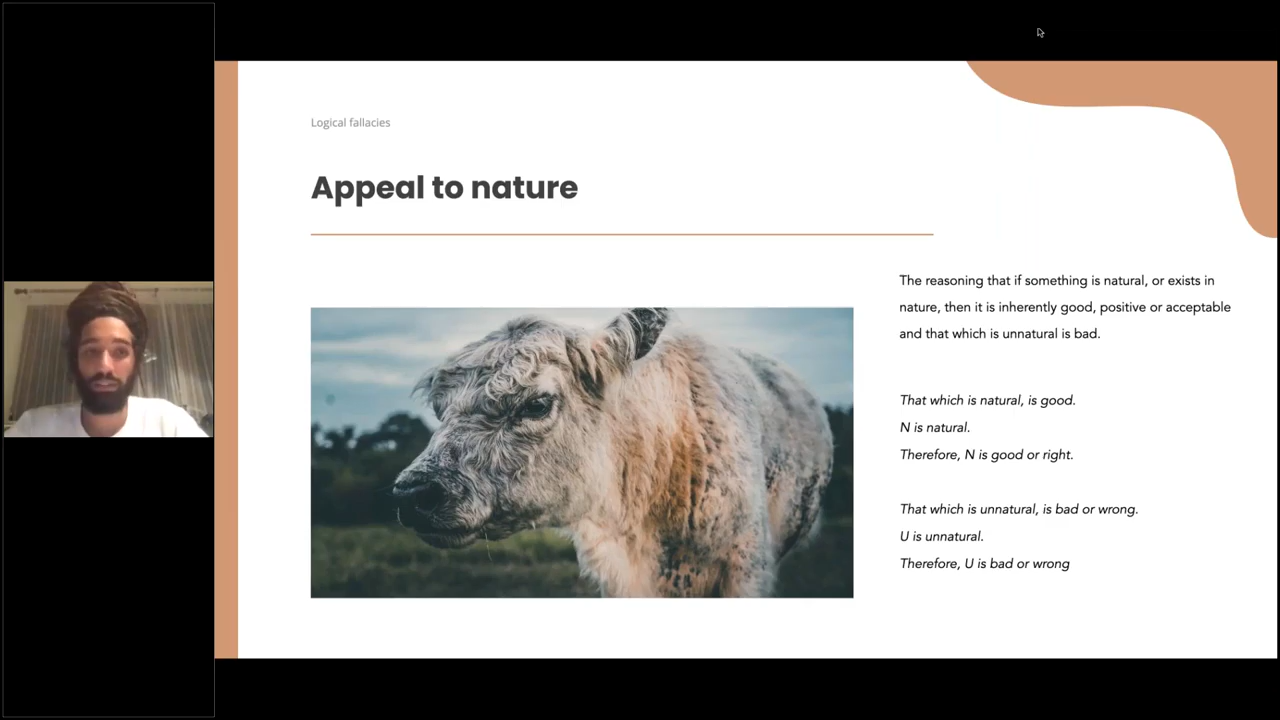 Logical fallacies
Appeal to nature
The reasoning that if something is natural, or exists in
nature, then it is inherently good, positive or acceptable
and that which is unnatural is bad.
That which is natural, is good.
N is natural.
Therefore, N is good or right.
That which is unnatural, is bad or wrong.
U is unnatural.
Therefore, U is bad or wrong